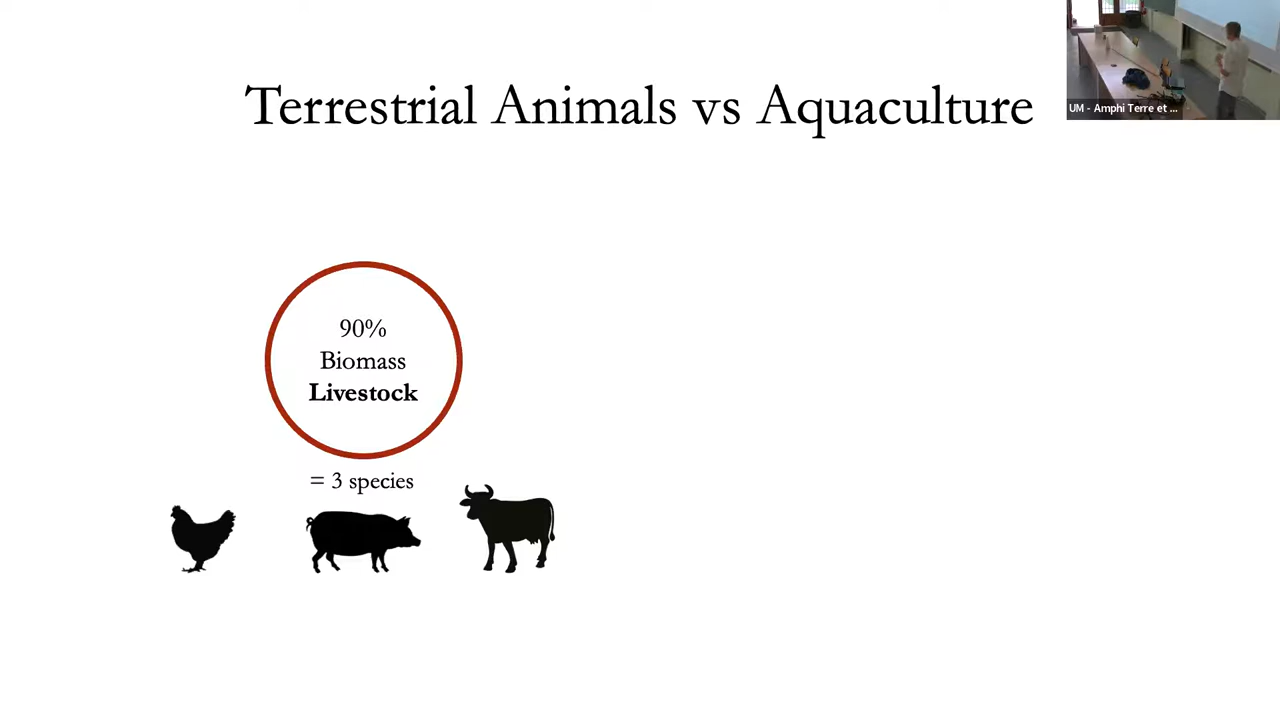 Terrestrial Animals vs Aquaculture
UM - Amphi Terre et ...
90%
Biomass
Livestock
= 3 species